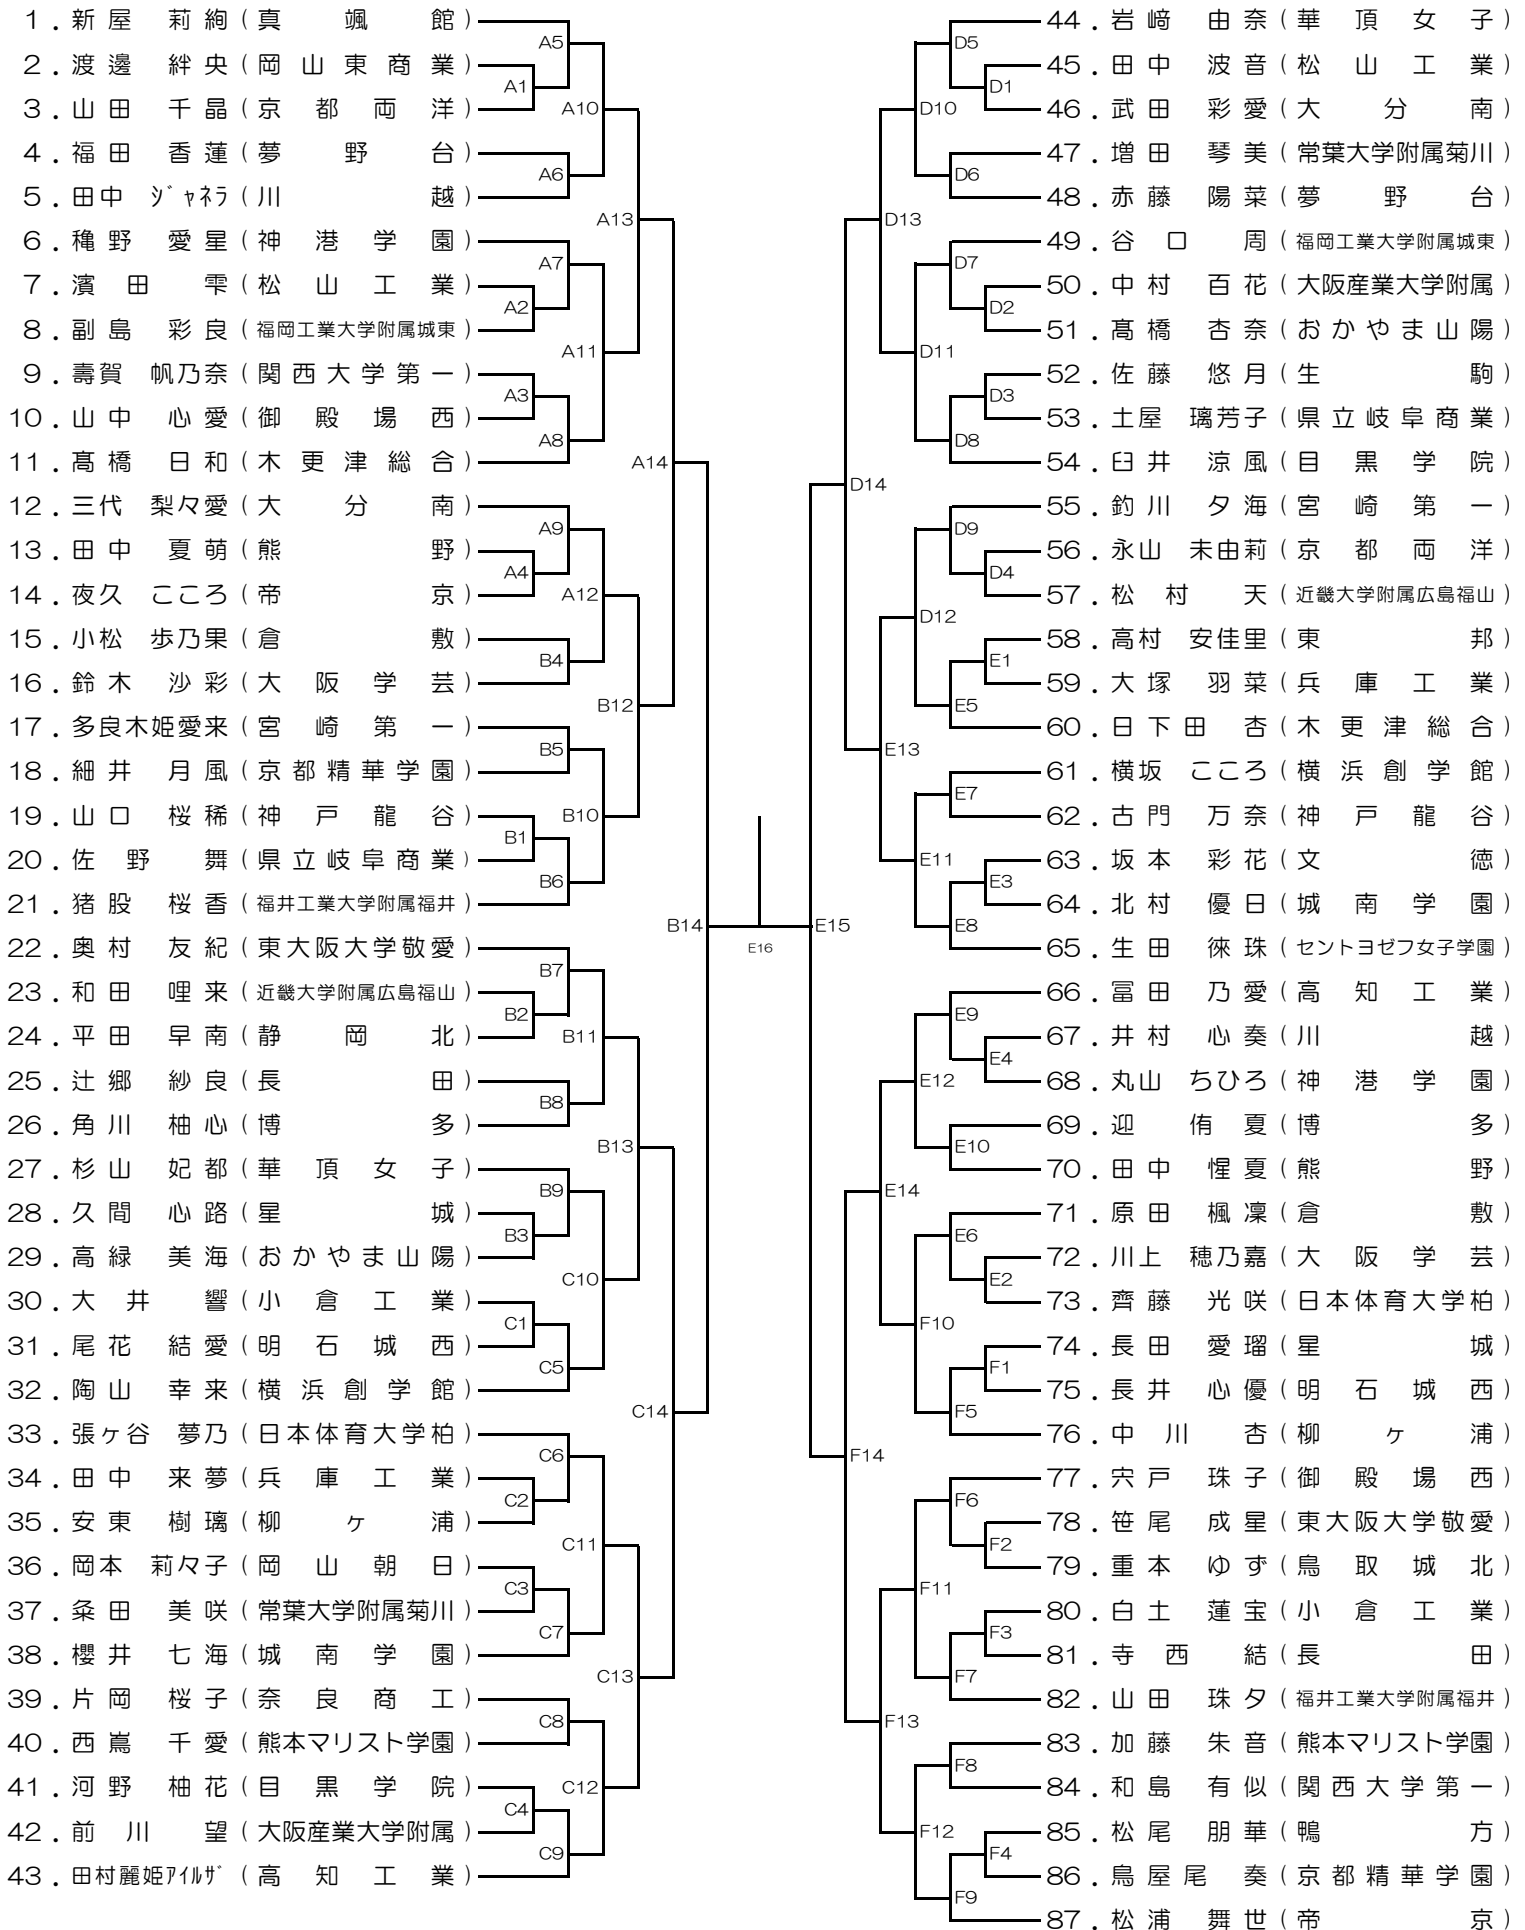 1．新屋 莉絢（真颯館）
A5
2．渡邊 絆央（岡山東商業）
A1
3．山田 千晶（京都両洋）
A10
4．福田 香蓮（夢野台）
A6
5．田中 ｼﾞｬﾈﾗ（川越）
A13
6．穐野 愛星（神港学園）
A7
7．濱田 雫（松山工業）
A2
8．副島 彩良（福岡工業大学附属城東）
A11
9．壽賀 帆乃奈（関西大学第一）
A3
10．山中 心愛（御殿場西）
A8
11．髙橋 日和（木更津総合）
A14
12．三代 梨々愛（大分南）
A9
13．田中 夏萌（熊野）
A4
14．夜久 こころ（帝京）
A12
15．小松 歩乃果（倉敷）
B4
16．鈴木 沙彩（大阪学芸）
B12
17．多良木姫愛来（宮崎第一）
B5
18．細井 月風（京都精華学園）
19．山口 桜稀（神戸龍谷）
B10
B1
20．佐野 舞（県立岐阜商業）
B6
21．猪股 桜香（福井工業大学附属福井）
B14
22．奥村 友紀（東大阪大学敬愛）
B7
23．和田 哩来（近畿大学附属広島福山）
B2
24．平田 早南（静岡北）
B11
25．辻郷 紗良（長田）
B8
26．角川 柚心（博多）
B13
27．杉山 妃都（華頂女子）
B9
28．久間 心路（星城）
B3
29．高緑 美海（おかやま山陽）
C10
30．大井 響（小倉工業）
C1
31．尾花 結愛（明石城西）
C5
32．陶山 幸来（横浜創学館）
C14
33．張ヶ谷 夢乃（日本体育大学柏）
C6
34．田中 来夢（兵庫工業）
C2
35．安東 樹璃（柳ヶ浦）
C11
36．岡本 莉々子（岡山朝日）
C3
37．粂田 美咲（常葉大学附属菊川）
C7
38．櫻井 七海（城南学園）
C13
39．片岡 桜子（奈良商工）
C8
40．西嶌 千愛（熊本マリスト学園）
41．河野 柚花（目黒学院）
C12
C4
42．前川 望（大阪産業大学附属）
C9
43．田村麗姫ｱｲﾙｻﾞ（高知工業）
E16
44．岩﨑 由奈（華頂女子）
D5
45．田中 波音（松山工業）
D1
46．武田 彩愛（大分南）
D10
47．増田 琴美（常葉大学附属菊川）
D6
48．赤藤 陽菜（夢野台）
D13
49．谷口 周（福岡工業大学附属城東）
D7
50．中村 百花（大阪産業大学附属）
D2
51．髙橋 杏奈（おかやま山陽）
D11
52．佐藤 悠月（生駒）
D3
53．土屋 璃芳子（県立岐阜商業）
D8
54．臼井 涼風（目黒学院）
D14
55．釣川 夕海（宮崎第一）
D9
56．永山 未由莉（京都両洋）
D4
57．松村 天（近畿大学附属広島福山）
D12
58．高村 安佳里（東邦）
E1
59．大塚 羽菜（兵庫工業）
E5
60．日下田 杏（木更津総合）
E13
61．横坂 こころ（横浜創学館）
E7
62．古門 万奈（神戸龍谷）
63．坂本 彩花（文徳）
E11
E3
64．北村 優日（城南学園）
E8
E15
65．生田 徠珠（セントヨゼフ女子学園）
66．冨田 乃愛（高知工業）
E9
67．井村 心奏（川越）
E4
68．丸山 ちひろ（神港学園）
E12
69．迎 侑夏（博多）
E10
70．田中 惺夏（熊野）
E14
71．原田 楓凜（倉敷）
E6
72．川上 穂乃嘉（大阪学芸）
E2
73．齊藤 光咲（日本体育大学柏）
F10
74．長田 愛瑠（星城）
F1
75．長井 心優（明石城西）
F5
76．中川 杏（柳ヶ浦）
F14
77．宍戸 珠子（御殿場西）
F6
78．笹尾 成星（東大阪大学敬愛）
F2
79．重本 ゆず（鳥取城北）
F11
80．白土 蓮宝（小倉工業）
F3
81．寺西 結（長田）
F7
82．山田 珠夕（福井工業大学附属福井）
F13
83．加藤 朱音（熊本マリスト学園）
F8
84．和島 有似（関西大学第一）
85．松尾 朋華（鴨方）
F12
F4
86．鳥屋尾 奏（京都精華学園）
F9
87．松浦 舞世（帝京）